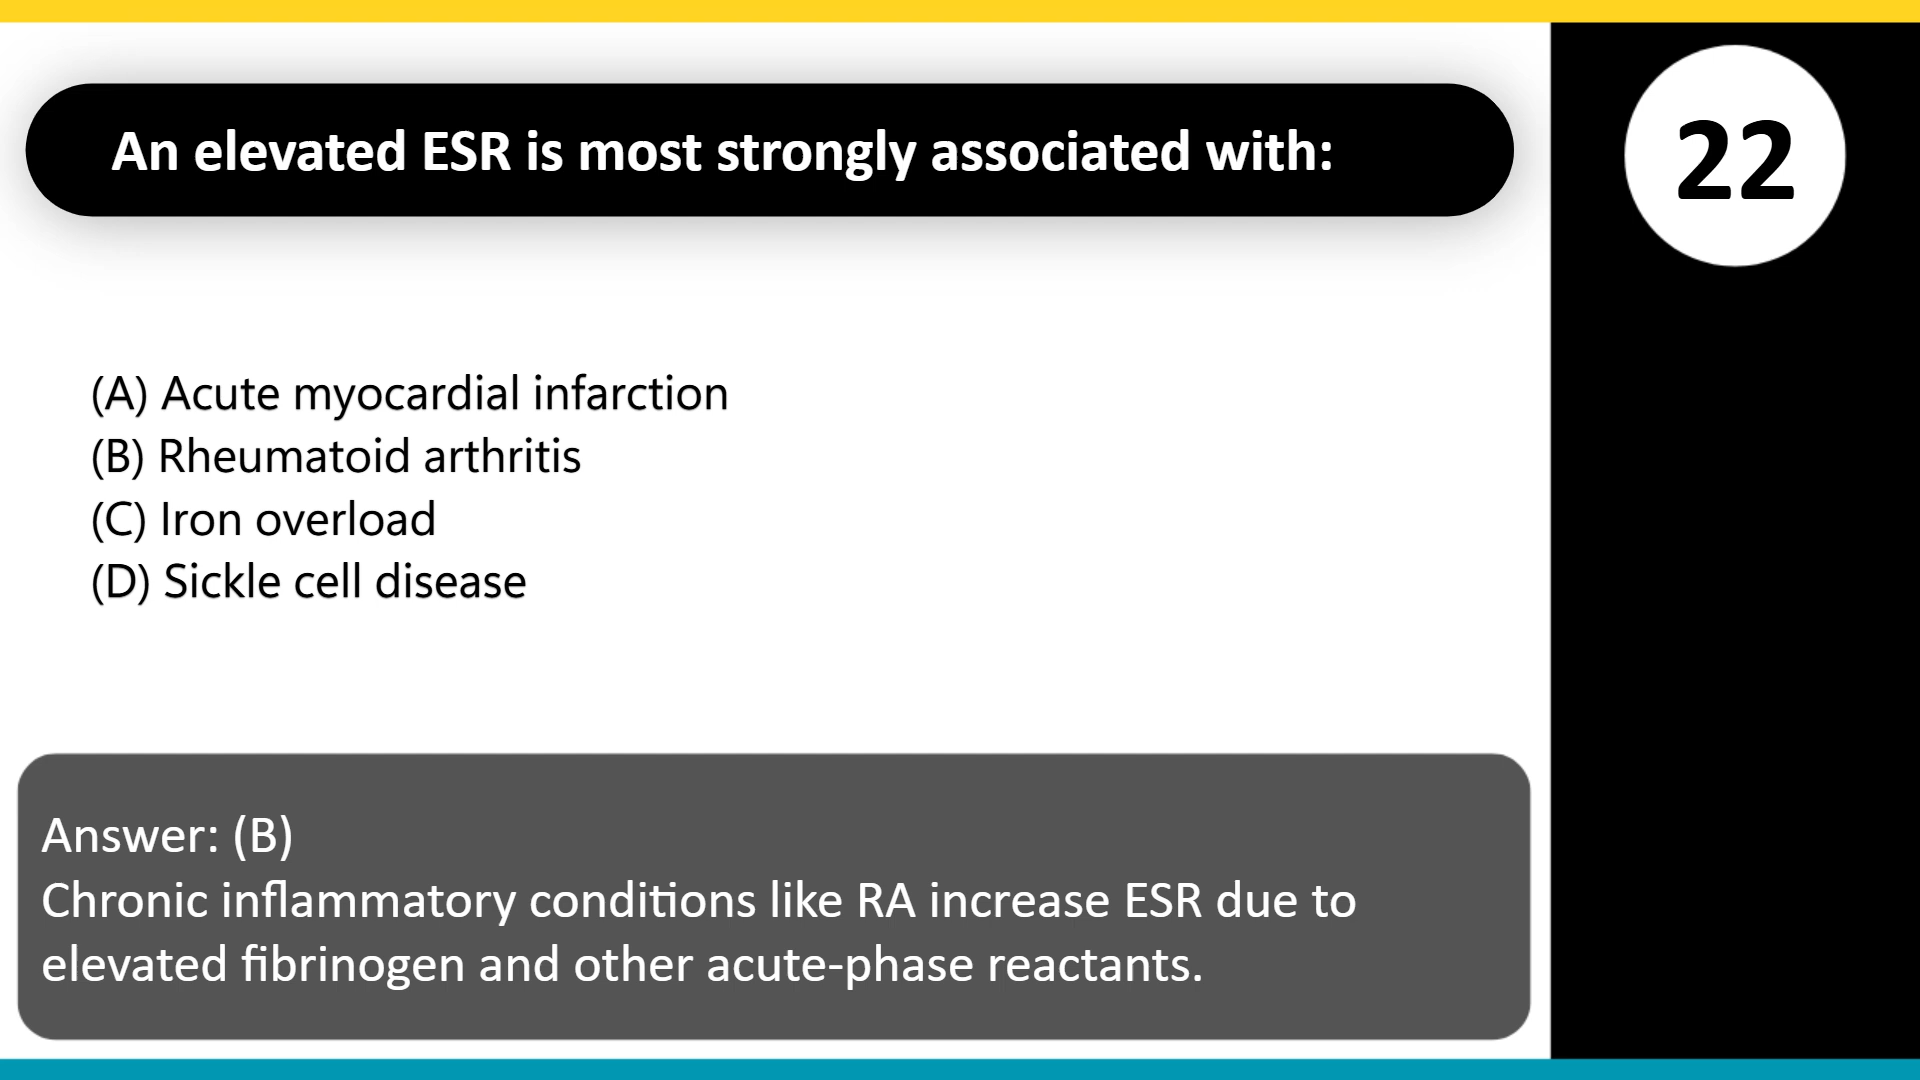 An elevated ESR is most strongly associated with:
22
(A) Acute myocardial infarction
(B) Rheumatoid arthritis
(C) Iron overload
(D) Sickle cell disease
Answer: (B)
Chronic inflammatory conditions like RA increase ESR due to
elevated fibrinogen and other acute-phase reactants.